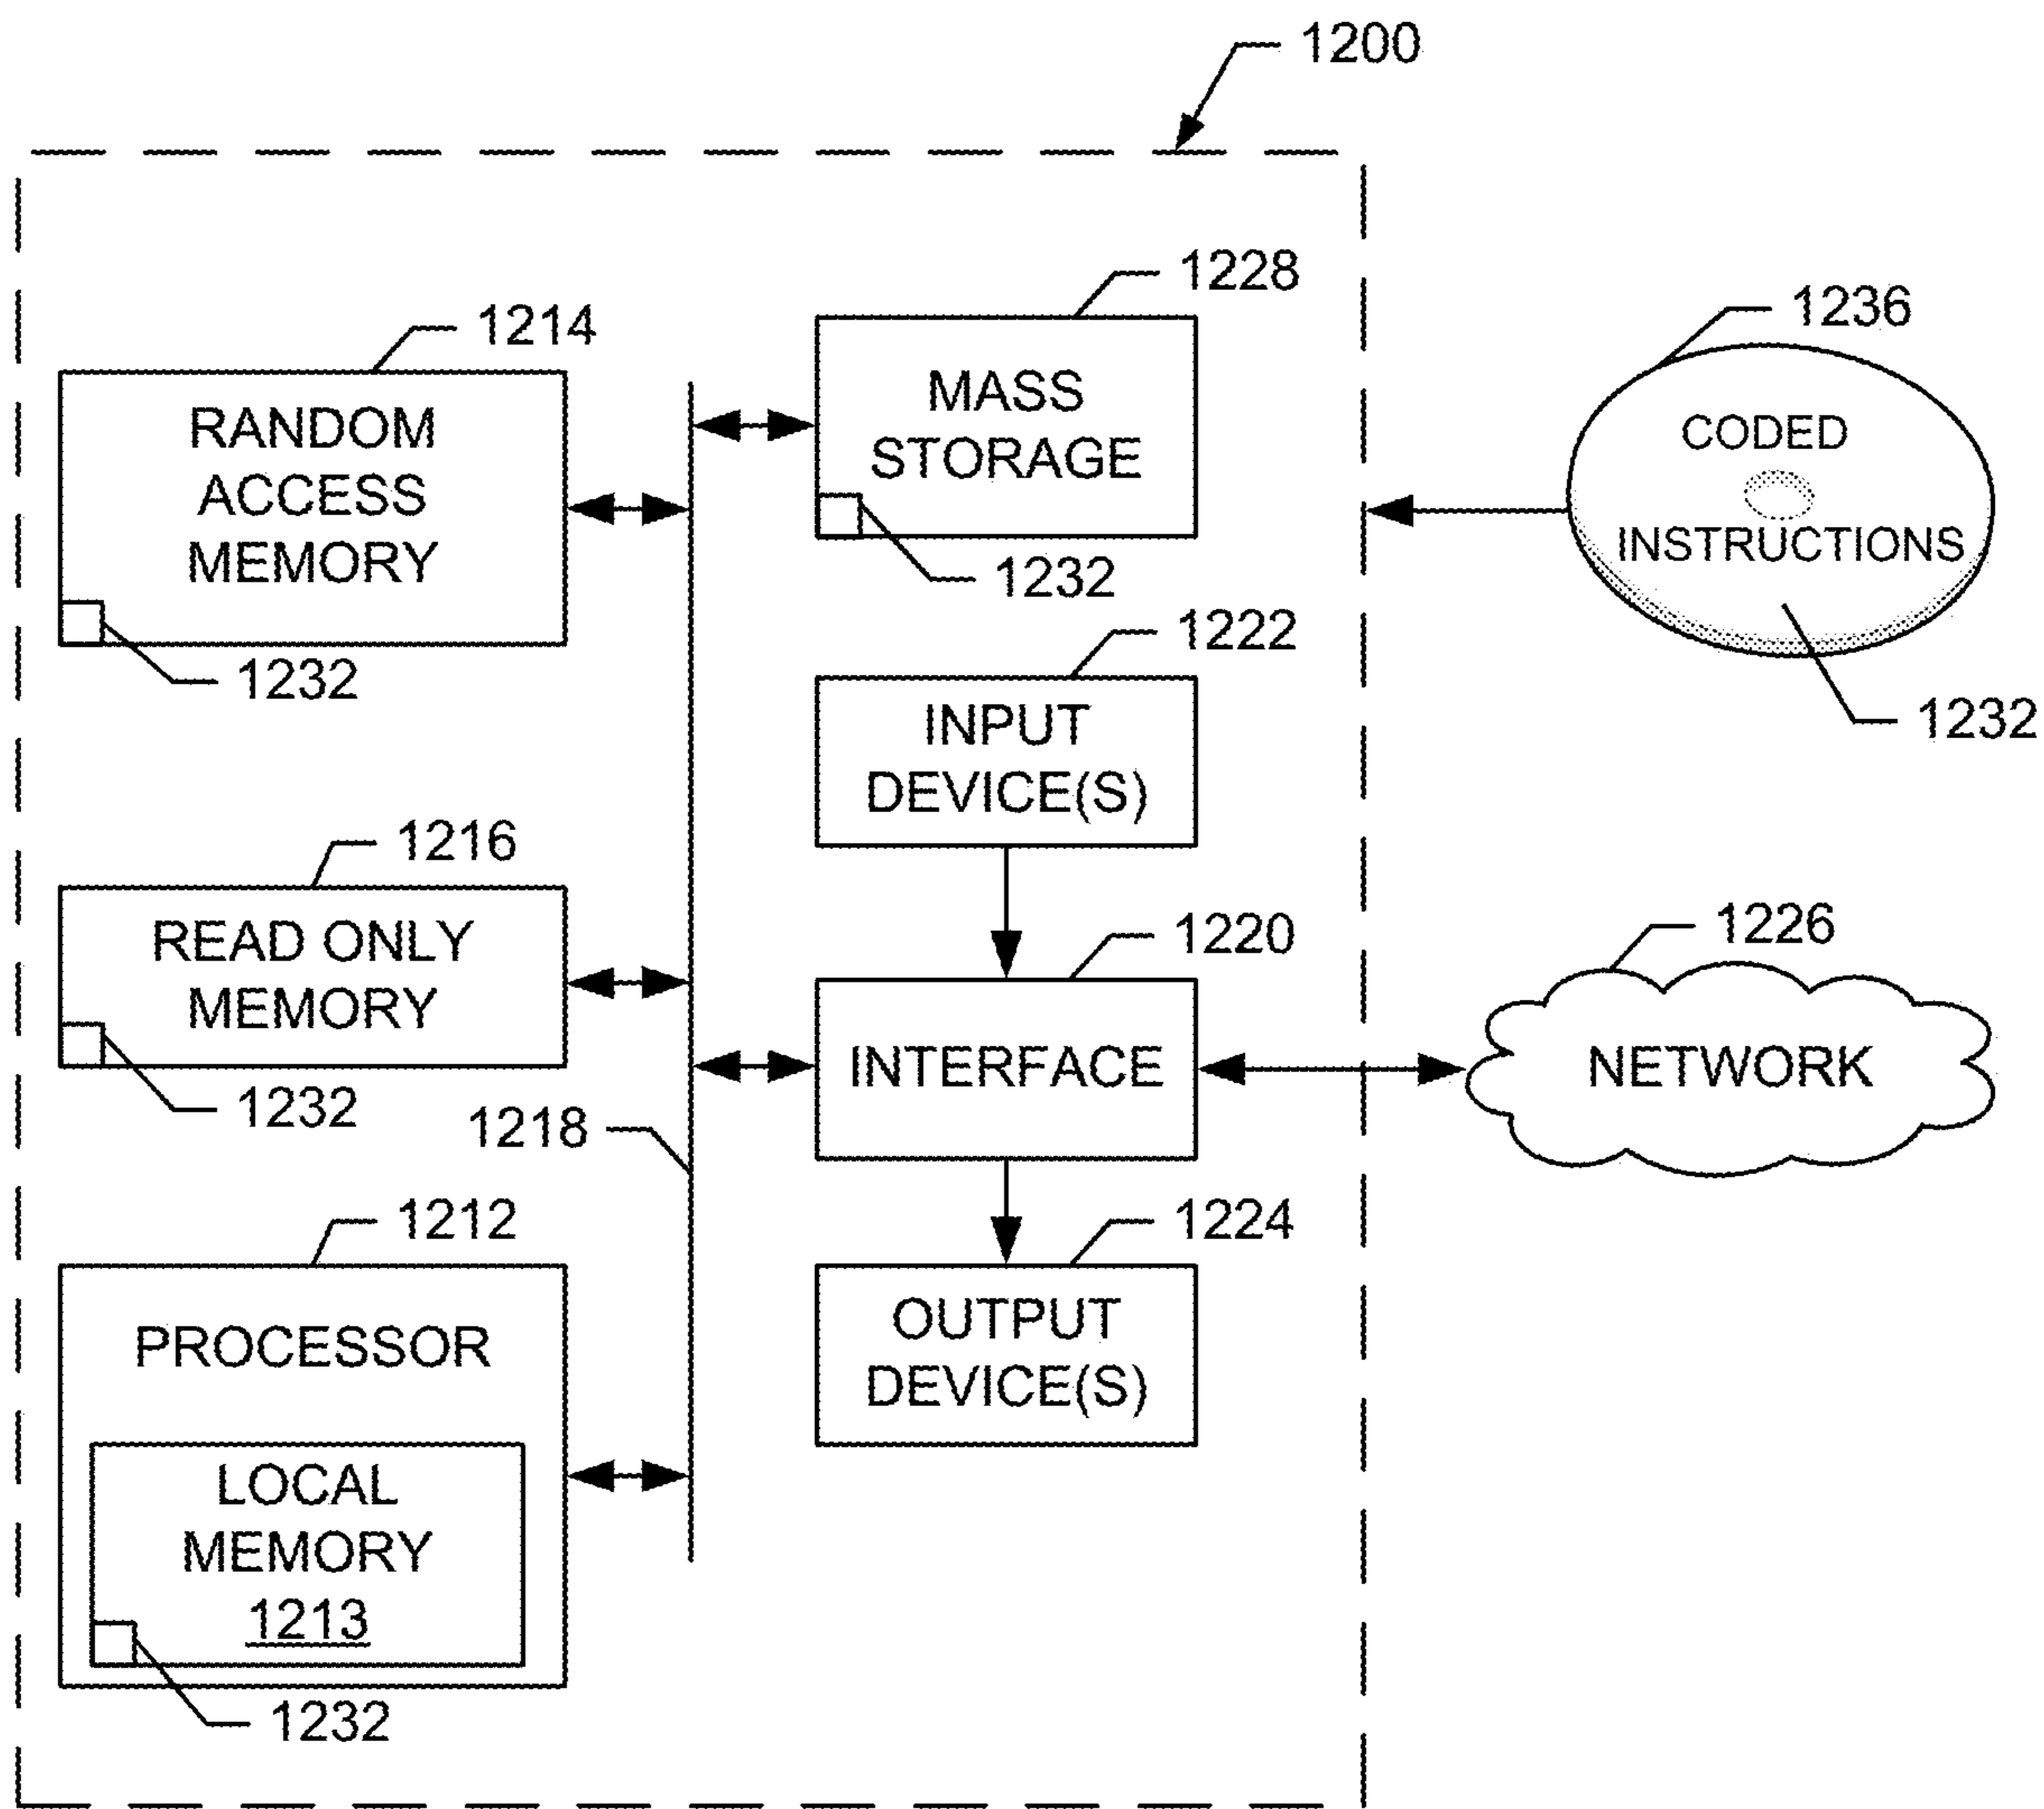 1200
1228
1214
1236
MASS
STORAGE
RANDOM
ACCESS
MEMORY
CODED
INSTRUCTIONS
1232
1232
1222
1232
INPUT
DEVICE(S)
1216
1220
1226
READ ONLY
MEMORY
INTERFACE
NETWORK
1232
1218
1212
1224
PROCESSOR
OUTPUT
DEVICE(S)
LOCAL
MEMORY
1213
1232